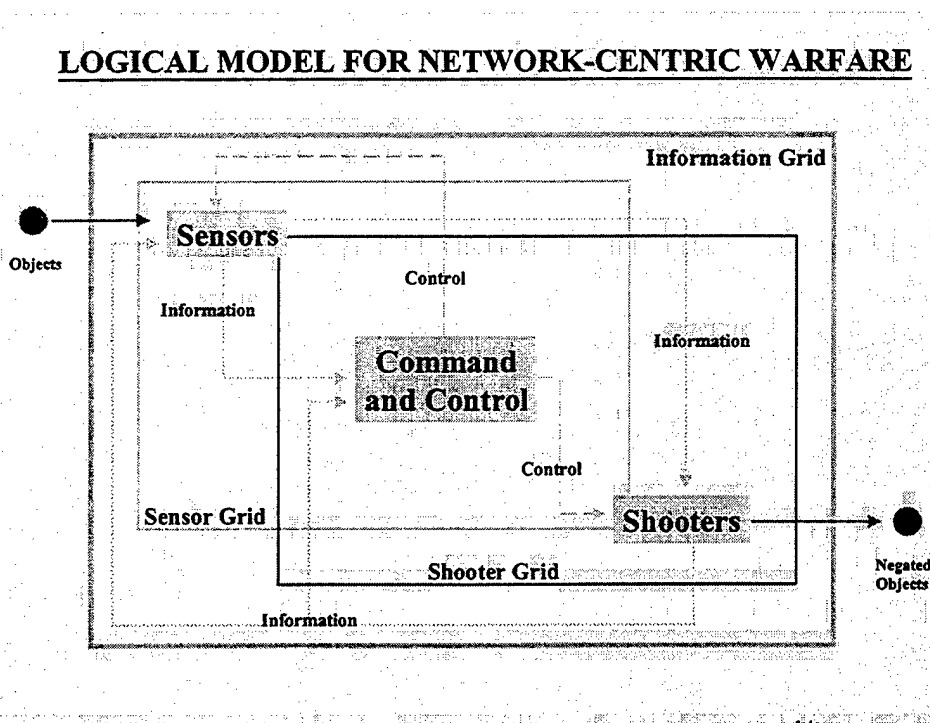 LOGICAL MODEL FOR NETWORK-CENTRIC WARFARE
Information Grid
Sensors
Objects
Control
Information
Information
Command
and Control
Control
Sensor Grid
Shooters
Shooter Grid
Negated
Objects
Information